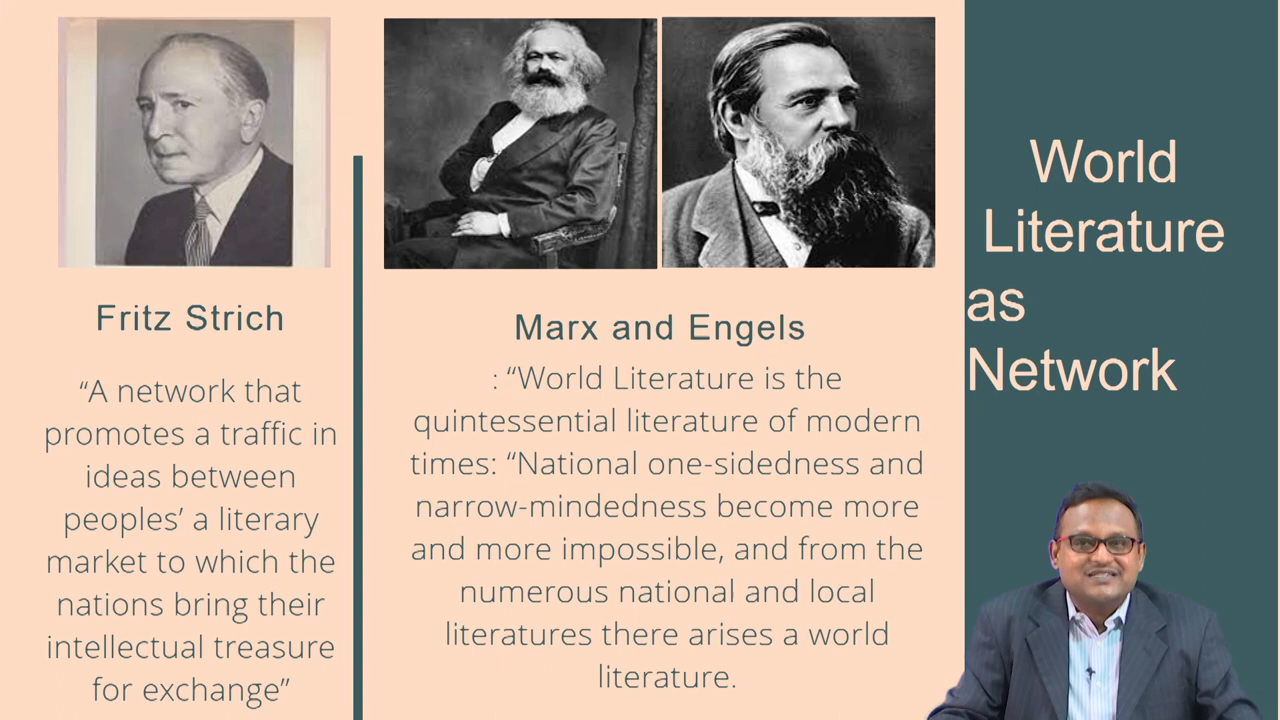 Fritz Strich
“A network that
promotes a traffic in
ideas between
peoples’ a literary
market to which the
nations bring their
intellectual treasure
for exchange”
Marx and Engels
: “World Literature is the
quintessential literature of modern
times: “National one-sidedness and
narrow-mindedness become more
and more impossible, and from the
numerous national and local
literatures there arises a world
literature.
World
Literature
as
Network